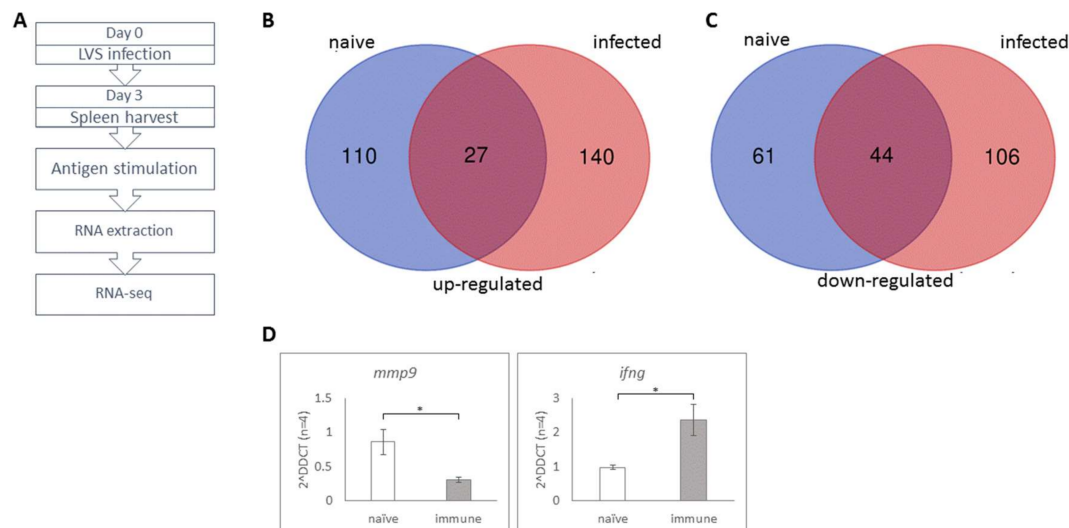 A
Day 0
LVS infection
Day 3
Spleen harvest
Antigen stimulation
RNA extraction
RNA-seq
B
naive
infected
110
27
140
up-regulated
C
naive
infected
61
44
106
down-regulated
D
mmp9
2^DDCT (n=4)
1.5
1
0.5
0
*
naïve
immune
ifng
2^DDCT (n=4)
3
2
1
0
*
naïve
immune